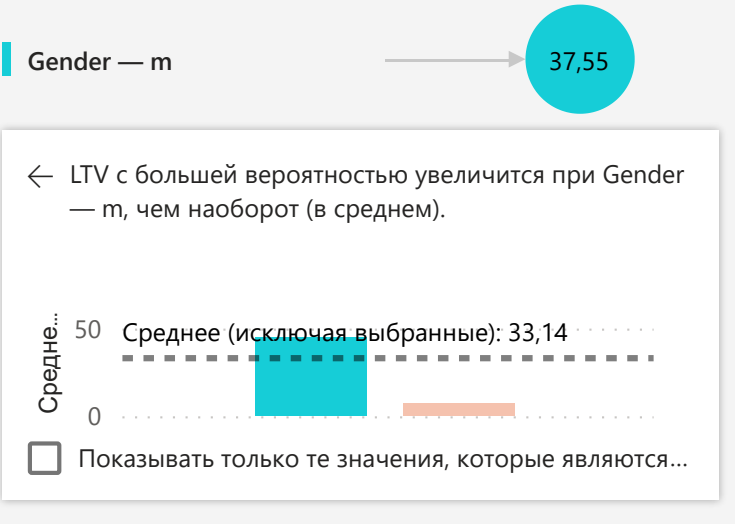 Gender — m
37,55
LTV с большей вероятностью увеличится при Gender
— m, чем наоборот (в среднем).
Средне...
50
Среднее (исключая выбранные): 33,14
0
Показывать только те значения, которые являются...